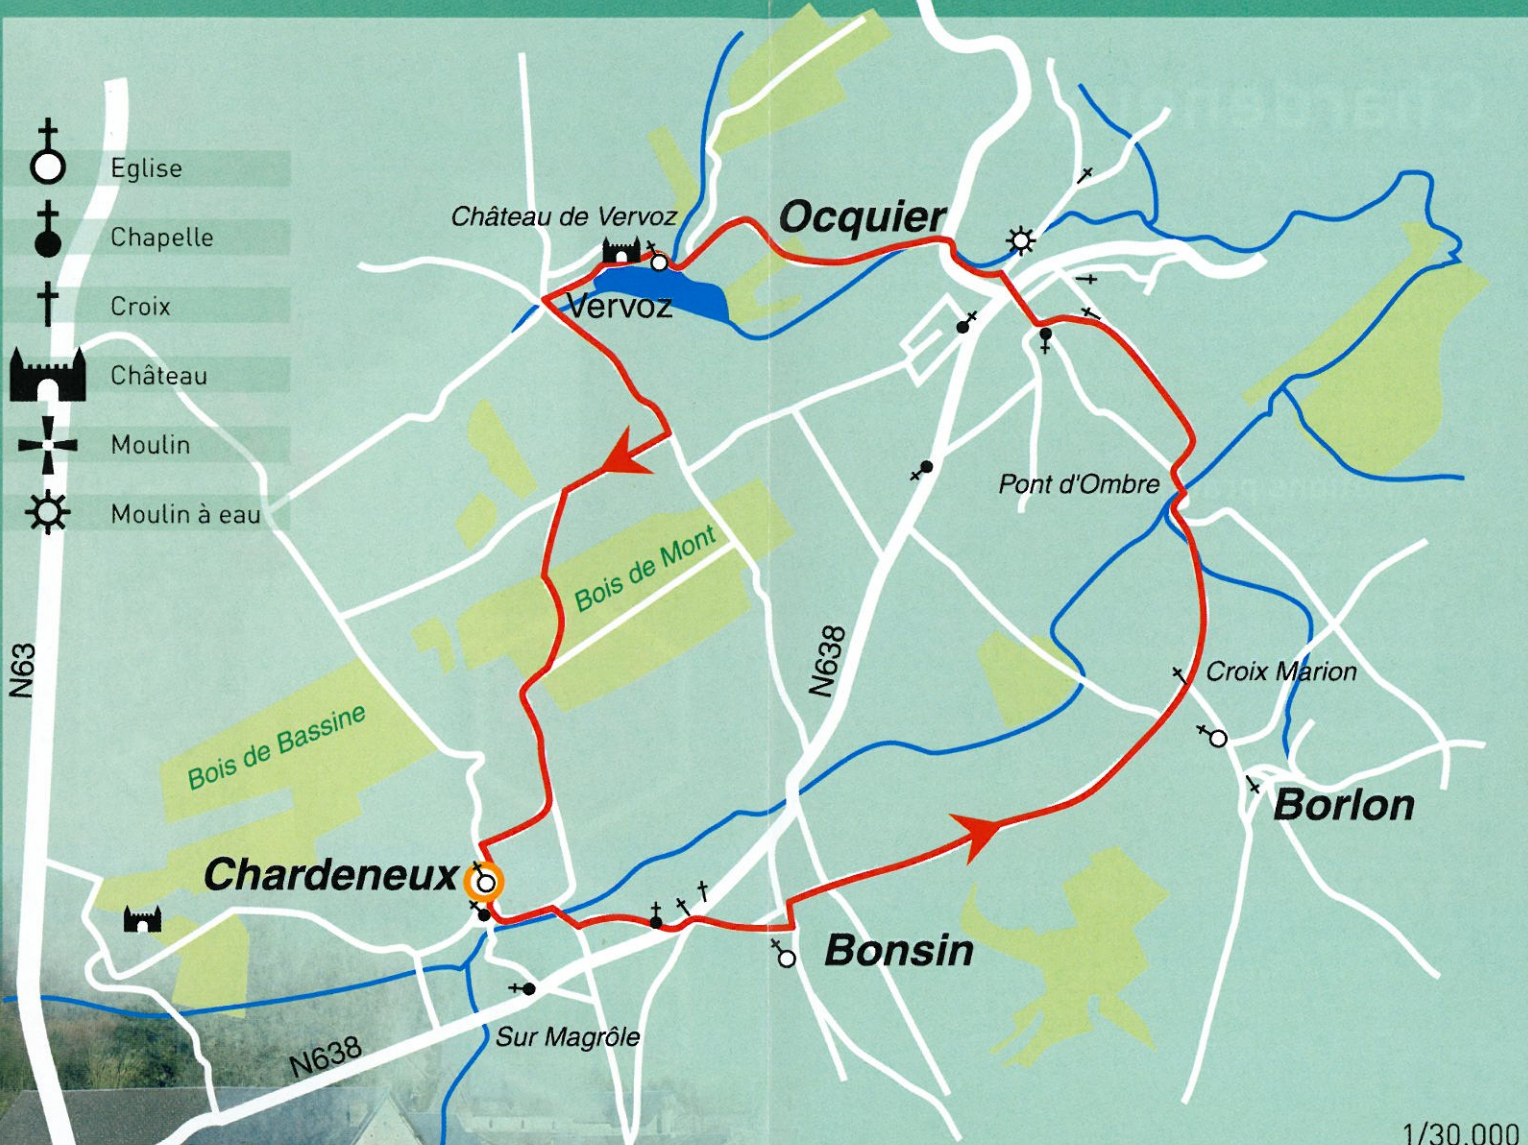 Eglise
Chapelle
Croix
Château
Moulin
Moulin à eau
Château de Vervoz
Ocquier
Vervoz
Pont d'Ombre
Bois de Mont
N63
N638
Croix Marion
Bois de Bassine
Borlon
Chardeneux
Bonsin
Sur Magrôle
N638
1/30.000